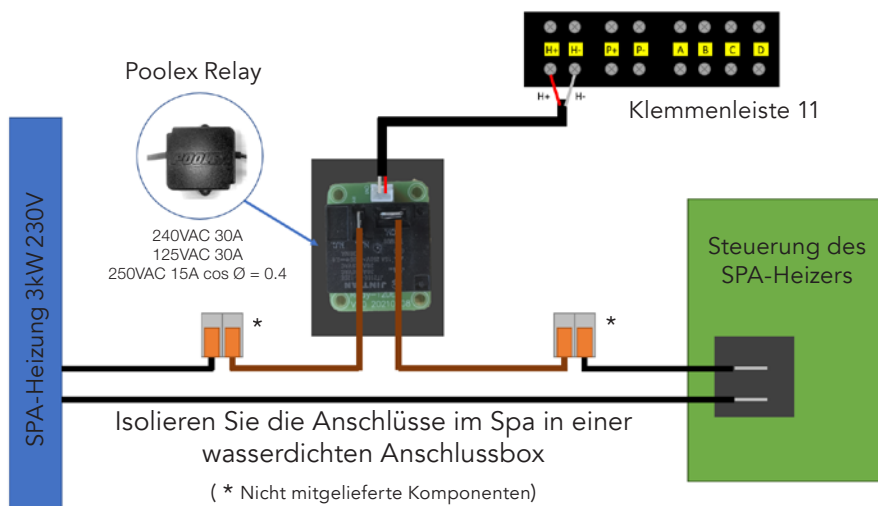 H+ H- P+ P- A B C D
H+ H-
Klemmenleiste 11
Poolex Relay
POOLEX
240VAC 30A
125VAC 30A
250VAC 15A cos Ø = 0.4
SPA-Heizung 3kW 230V
Steuerung des
SPA-Heizers
*
*
Isolieren Sie die Anschlüsse im Spa in einer
wasserdichten Anschlussbox
( * Nicht mitgelieferte Komponenten)